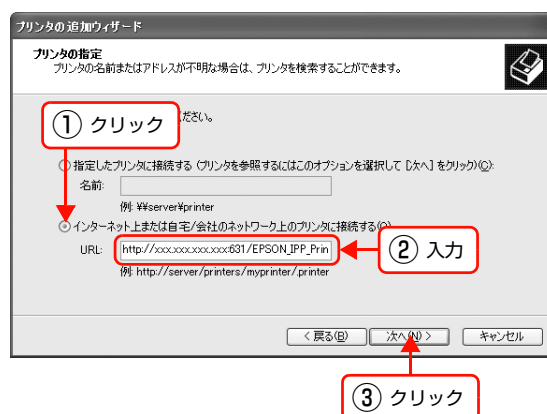 プリンタの追加ウィザード
プリンタの指定
プリンタの名前またはアドレスが不明な場合は、プリンタを検索することができます。
ださい。
① クリック
指定したプリンタに接続する (プリンタを参照するにはこのオプションを選択して [次へ] をクリック)(C):
名前:
例: ¥¥server¥printer
インターネット上または自宅/会社のネットワーク上のプリンタに接続する(O):
URL: http://xxx.xxx.xxx.xxx:631/EPSON_IPP_Prin
② 入力
例: http://server/printers/myprinter/.printer
< 戻る(B) 次へ(N) > キャンセル
③ クリック